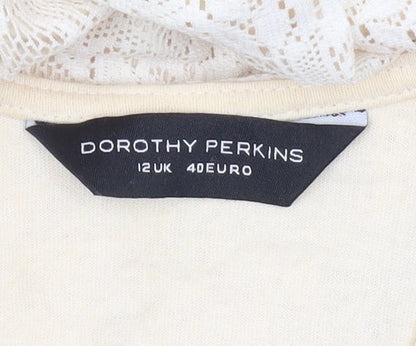 DOROTHY PERKINS
12UK 40EURO